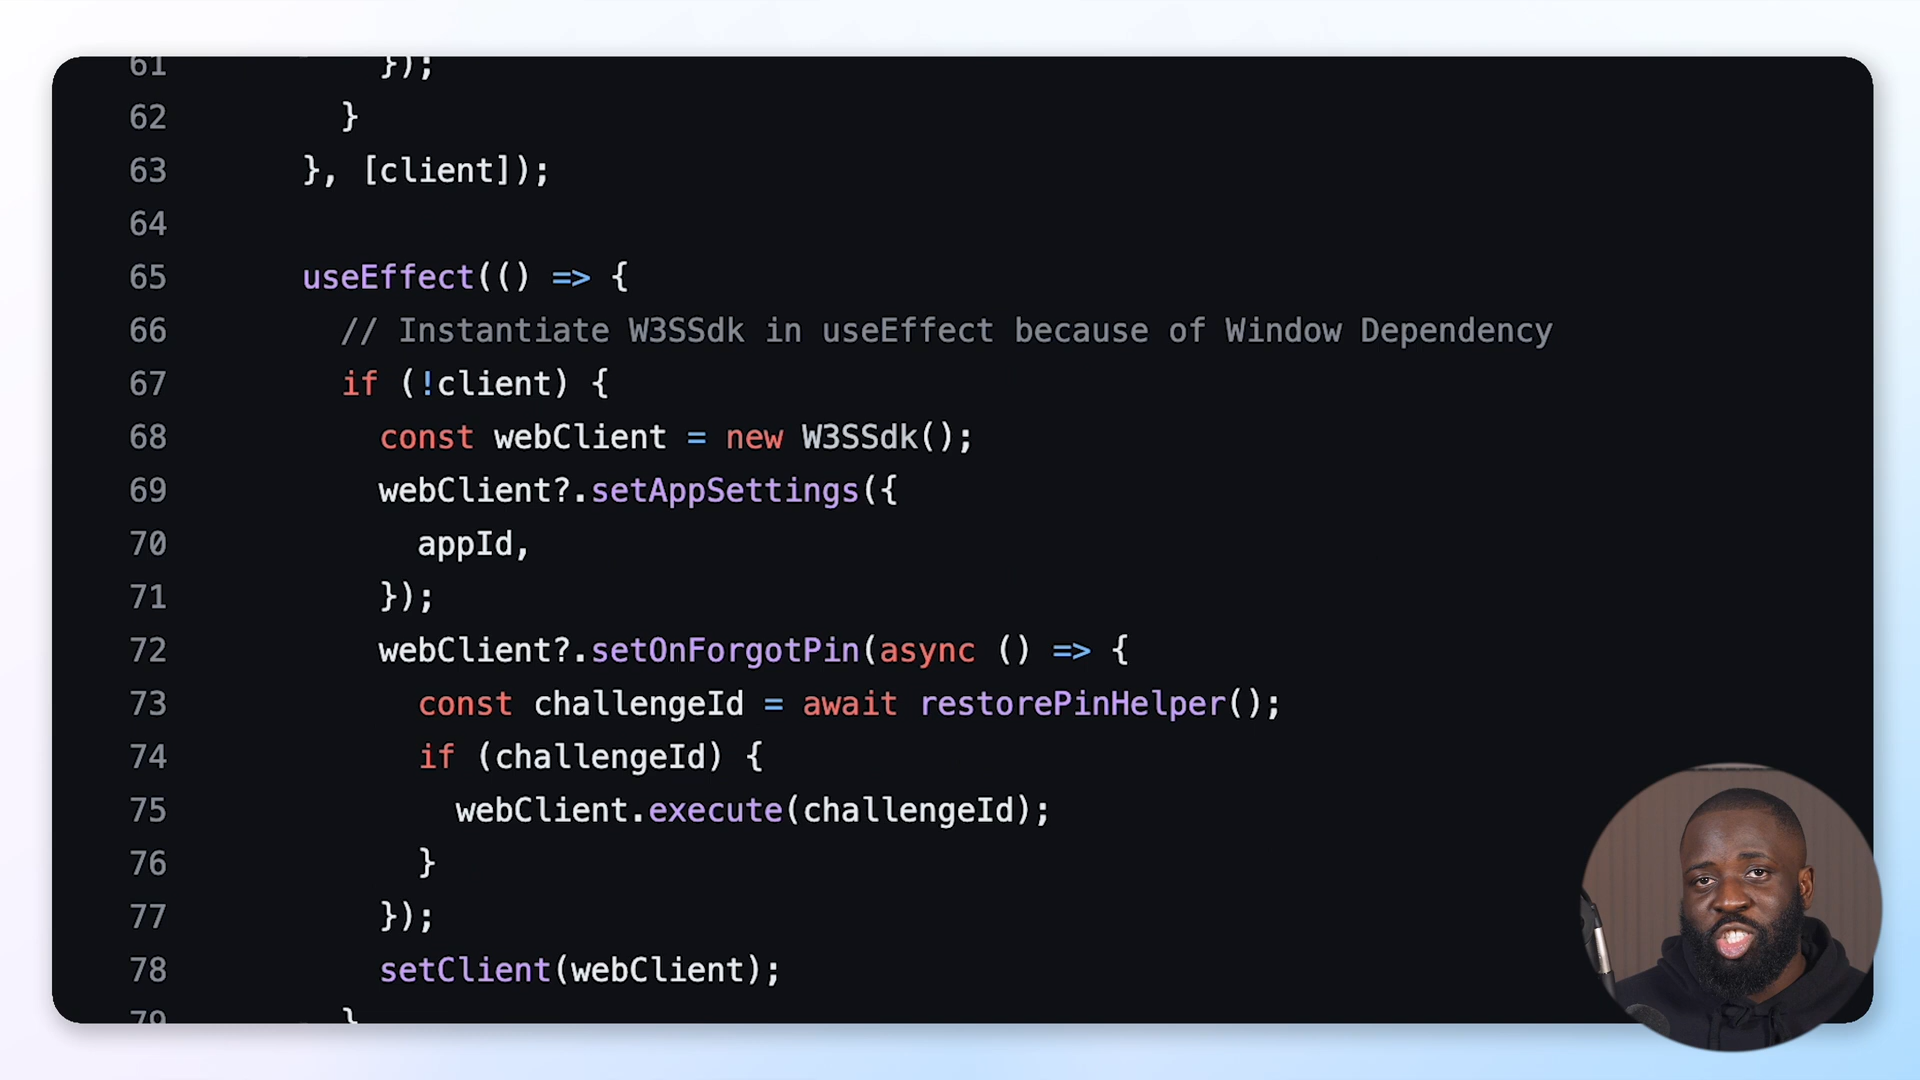 61 });
62 }
63 }, [client]);
64
65 useEffect(() => {
66 // Instantiate W3SSdk in useEffect because of Window Dependency
67 if (!client) {
68 const webClient = new W3SSdk();
69 webClient?.setAppSettings({
70 appId,
71 });
72 webClient?.setOnForgotPin(async () => {
73 const challengeId = await restorePinHelper();
74 if (challengeId) {
75 webClient.execute(challengeId);
76 }
77 });
78 setClient(webClient);
79 }